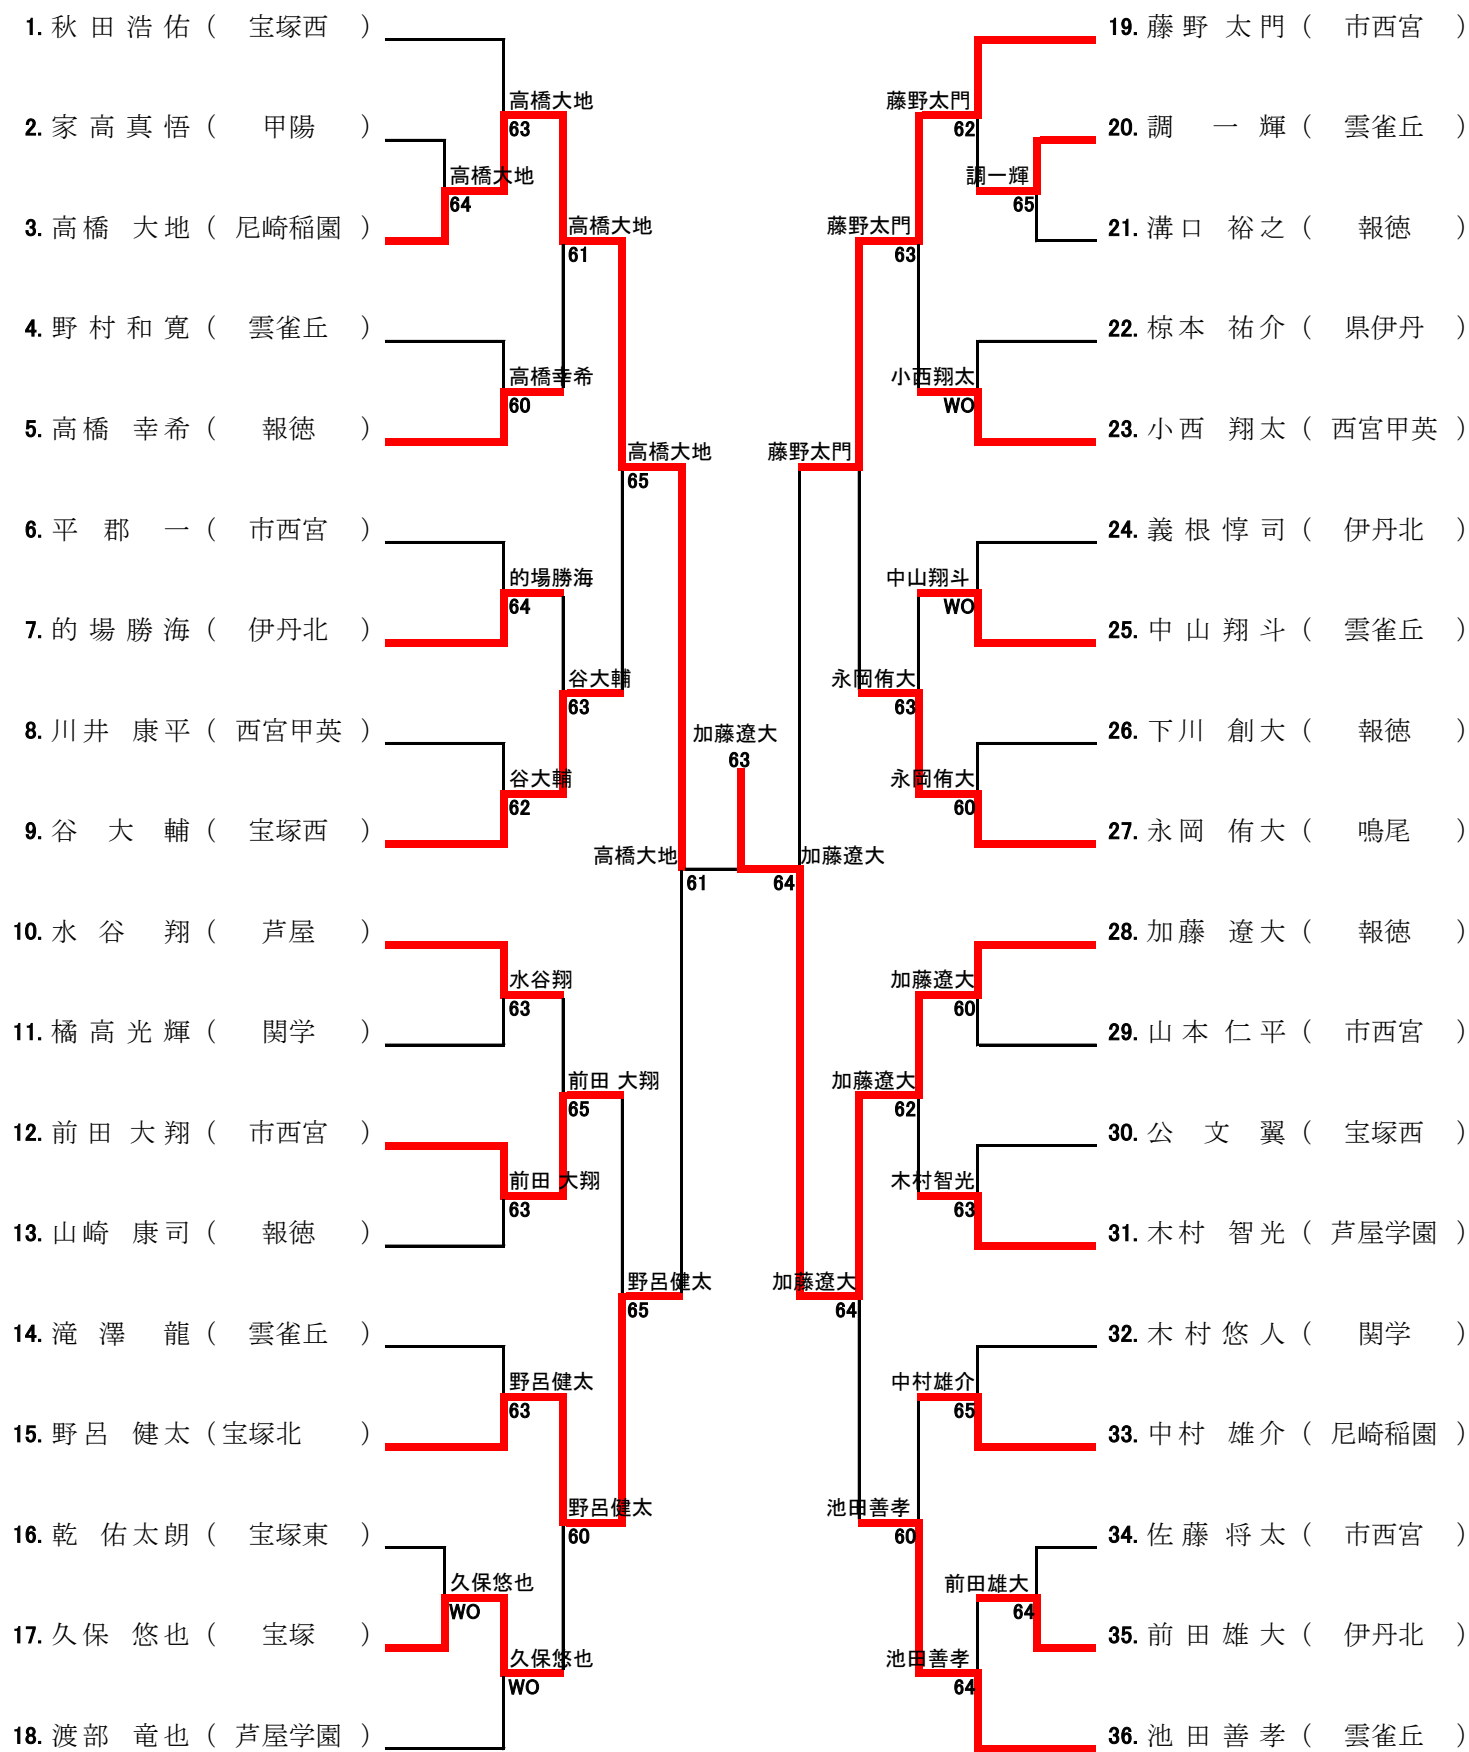 1. 秋田浩佑 ( 宝塚西 )
2. 家高真悟 ( 甲陽 )
3. 高橋 大地 ( 尼崎稲園 )
4. 野村和寛 ( 雲雀丘 )
5. 高橋 幸希 ( 報徳 )
6. 平郡一 ( 市西宮 )
7. 的場勝海 ( 伊丹北 )
8. 川井 康平 ( 西宮甲英 )
9. 谷大輔 ( 宝塚西 )
10. 水谷翔 ( 芦屋 )
11. 橘高光輝 ( 関学 )
12. 前田大翔 ( 市西宮 )
13. 山崎 康司 ( 報徳 )
14. 滝澤龍 ( 雲雀丘 )
15. 野呂 健太 ( 宝塚北 )
16. 乾 佑太朗 ( 宝塚東 )
17. 久保 悠也 ( 宝塚 )
18. 渡部 竜也 ( 芦屋学園 )
高橋大地
64
高橋大地
63
高橋幸希
60
的場勝海
64
谷大輔
62
水谷翔
63
前田 大翔
63
野呂健太
63
久保悠也
WO
久保悠也
WO
高橋大地
61
谷大輔
63
前田 大翔
65
野呂健太
60
高橋大地
65
野呂健太
65
高橋大地
61
加藤遼大
63
加藤遼大
64
藤野太門
加藤遼大
64
藤野太門
63
永岡侑大
63
加藤遼大
62
池田善孝
60
藤野太門
62
調一輝
65
小西翔太
WO
中山翔斗
WO
永岡侑大
60
加藤遼大
60
木村智光
63
中村雄介
65
前田雄大
64
池田善孝
64
19. 藤野 太門 ( 市西宮 )
20. 調 一輝 ( 雲雀丘 )
21. 溝口 裕之 ( 報徳 )
22. 椋本 祐介 ( 県伊丹 )
23. 小西 翔太 ( 西宮甲英 )
24. 義根惇司 ( 伊丹北 )
25. 中山翔斗 ( 雲雀丘 )
26. 下川 創大 ( 報徳 )
27. 永岡 侑大 ( 鳴尾 )
28. 加藤 遼大 ( 報徳 )
29. 山本仁平 ( 市西宮 )
30. 公文翼 ( 宝塚西 )
31. 木村 智光 ( 芦屋学園 )
32. 木村悠人 ( 関学 )
33. 中村 雄介 ( 尼崎稲園 )
34. 佐藤将太 ( 市西宮 )
35. 前田雄大 ( 伊丹北 )
36. 池田善孝 ( 雲雀丘 )